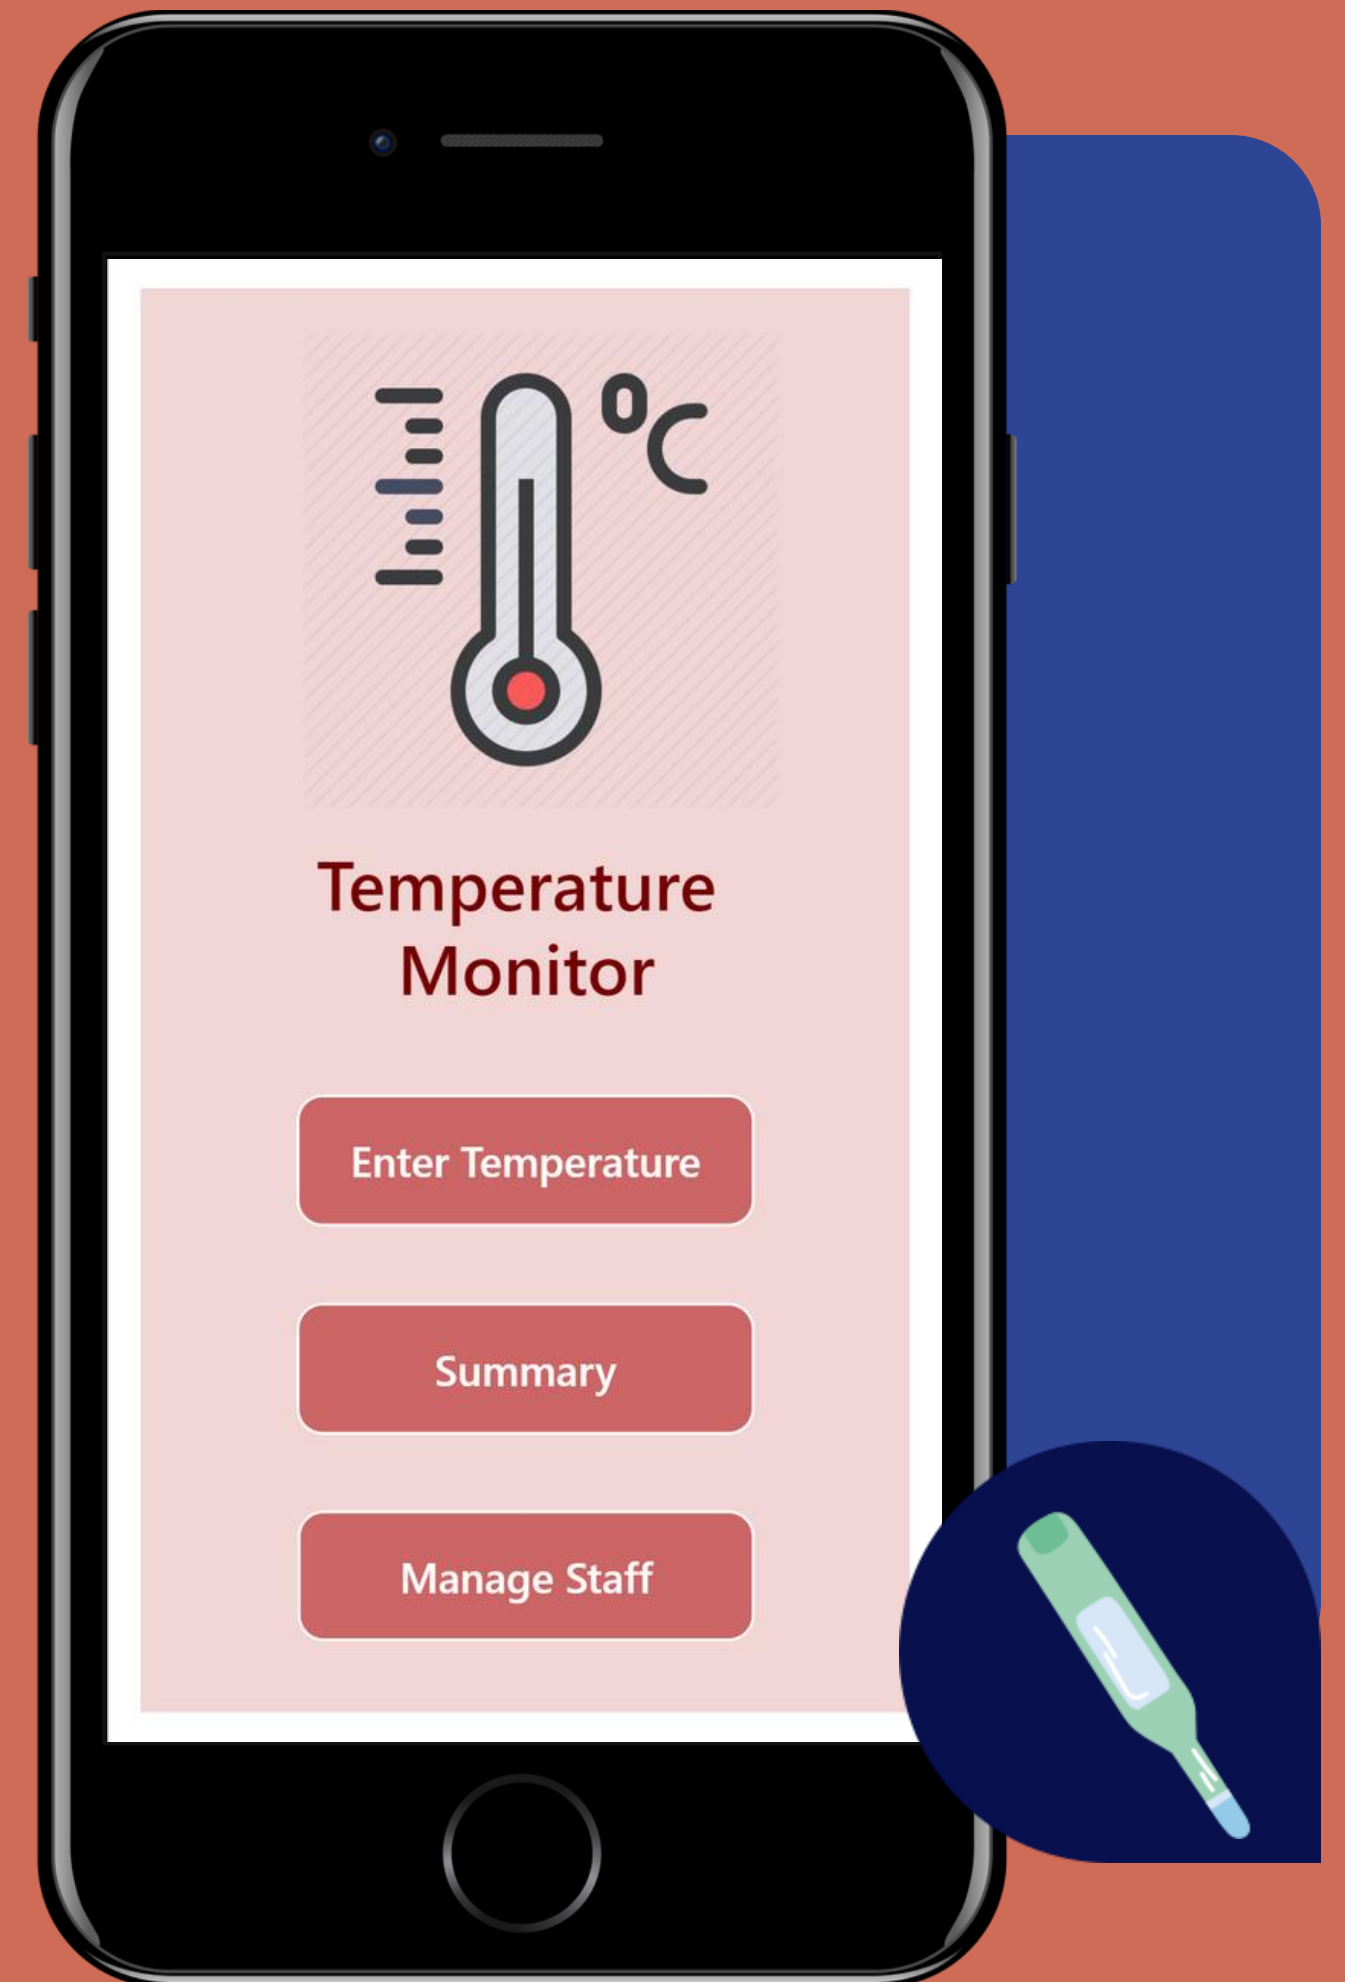 °C
Temperature
Monitor
Enter Temperature
Summary
Manage Staff